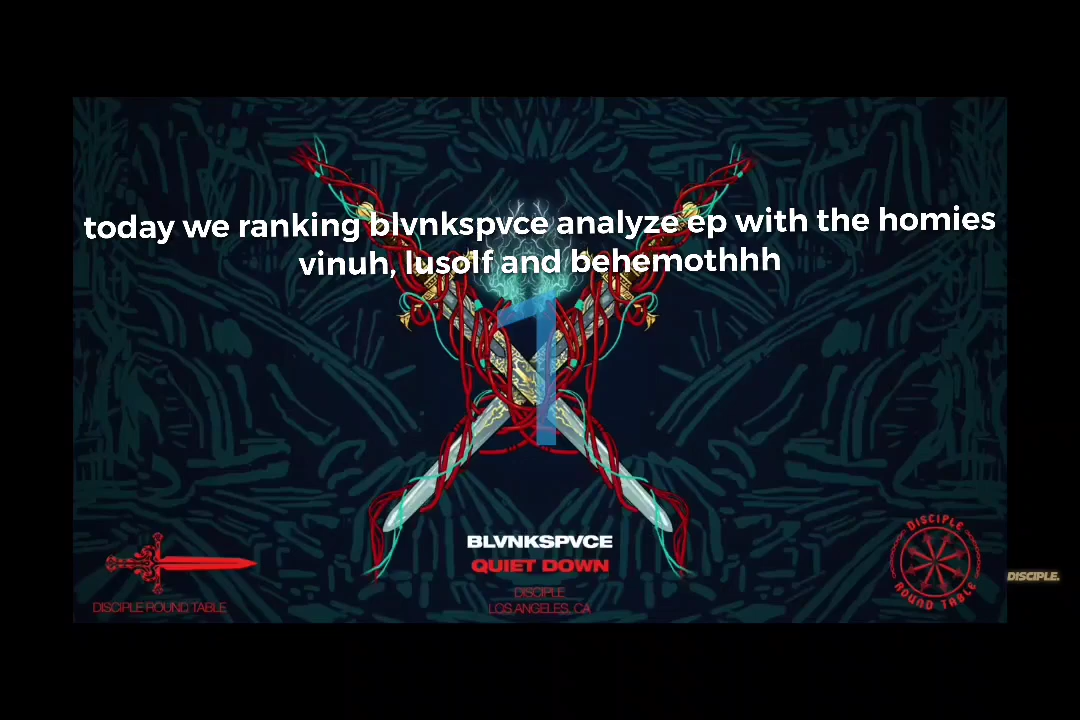 today we ranking blvnkspvce analyze ep with the homies
vinuh, lusolf and behemothhh
1
BLVNKSPVCE
QUIET DOWN
DISCIPLE
LOS ANGELES, CA
DISCIPLE ROUND TABLE
DISCIPLE
ROUND TABLE
DISCIPLE.